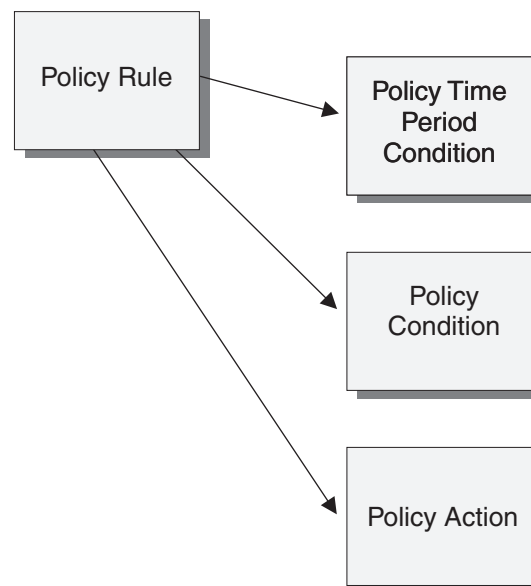 Policy Rule
Policy Time
Period
Condition
Policy
Condition
Policy Action